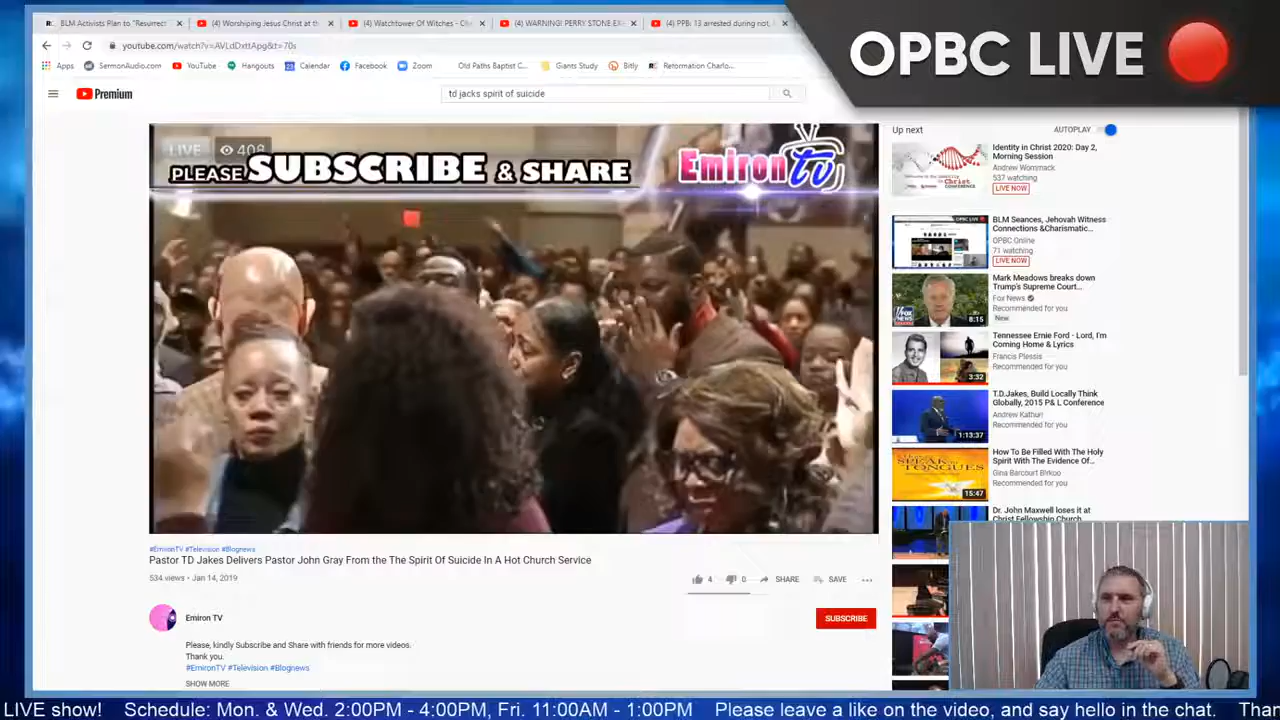 BLM Activists Plan to "Resurrect
(4) Worshiping Jesus Christ at th
(4) Watchtower Of Witches - Ch
(4) WARNING! PERRY STONE EX
(4) PPB: 13 arrested during riot,
youtube.com/watch?v=AVLdDxttApg&t=70s
Apps
SermonAudio.com
YouTube
Hangouts
Calendar
Facebook
Zoom
Old Paths Baptist C...
Giants Study
Bitly
Reformation Charlo...
OPBC LIVE
Premium
td jacks spirit of suicide
LIVE
408
PLEASE SUBSCRIBE & SHARE
Emiron tv
Up next
AUTOPLAY
Identity in Christ 2020: Day 2,
Morning Session
Andrew Wommack
537 watching
LIVE NOW
OPBC LIVE
BLM Seances, Jehovah Witness
Connections &Charismatic...
OPBC Online
71 watching
LIVE NOW
8:15
Mark Meadows breaks down
Trump's Supreme Court...
Fox News
Recommended for you
New
3:32
Tennessee Ernie Ford - Lord, I'm
Coming Home & Lyrics
Francis Plessis
Recommended for you
1:13:37
T.D.Jakes, Build Locally Think
Globally, 2015 P& L Conference
Andrew Kathuri
Recommended for you
SPEAK IN
TONGUES
15:47
How To Be Filled With The Holy
Spirit With The Evidence Of...
Gina Barcourt Birkoo
Recommended for you
Dr. John Maxwell loses it at
Christ Fellowship Church
#EmironTV #Television #Blognews
Pastor TD Jakes Delivers Pastor John Gray From the The Spirit Of Suicide In A Hot Church Service
534 views • Jan 14, 2019
4
0
SHARE
SAVE
Emiron TV
SUBSCRIBE
Please, kindly Subscribe and Share with friends for more videos.
Thank you.
#EmironTV #Television #Blognews
SHOW MORE
LIVE show! Schedule: Mon. & Wed. 2:00PM - 4:00PM, Fri. 11:00AM - 1:00PM Please leave a like on the video, and say hello in the chat. Than